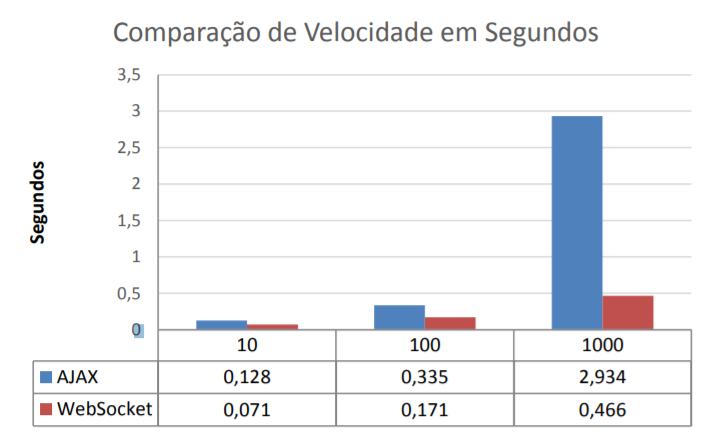 Comparação de Velocidade em Segundos
3,5
3
2,5
2
1,5
1
0,5
0
Segundos
10 100 1000
AJAX 0,128 0,335 2,934
WebSocket 0,071 0,171 0,466